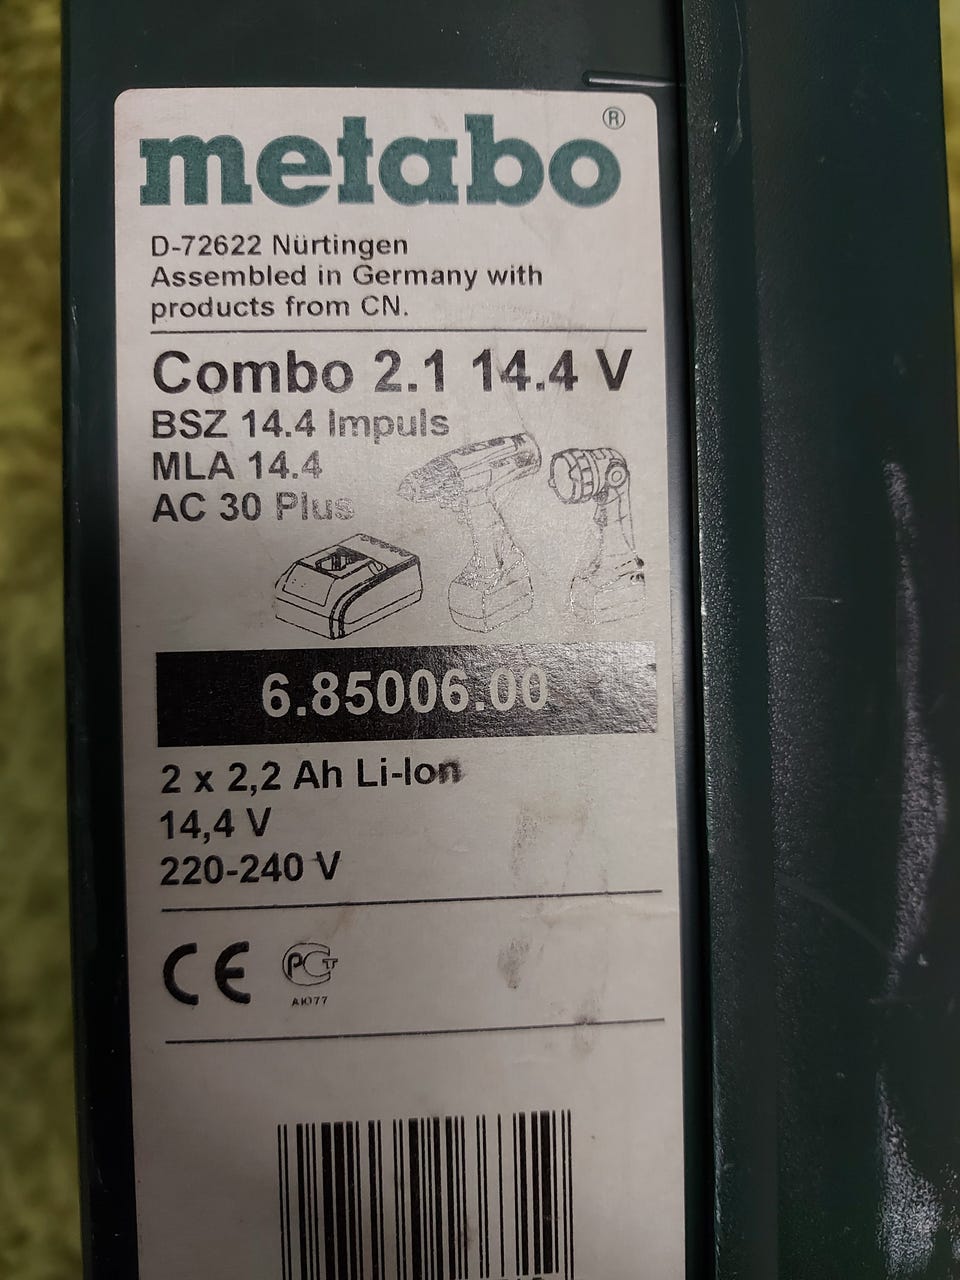 metabo®
D-72622 Nürtingen
Assembled in Germany with
products from CN.
Combo 2.1 14.4 V
BSZ 14.4 Impuls
MLA 14.4
AC 30 Plus
6.85006.00
2 x 2,2 Ah Li-Ion
14,4 V
220-240 V
CE РСТ